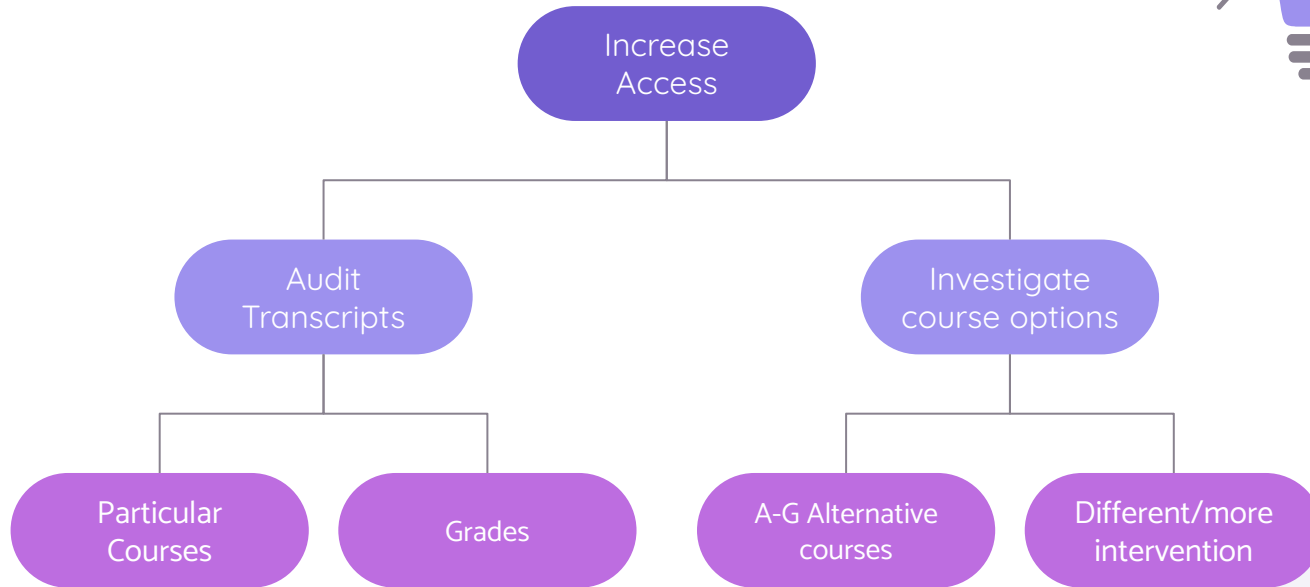 Increase
Access
Audit
Transcripts
Investigate
course options
Particular
Courses
Grades
A-G Alternative
courses
Different/more
intervention